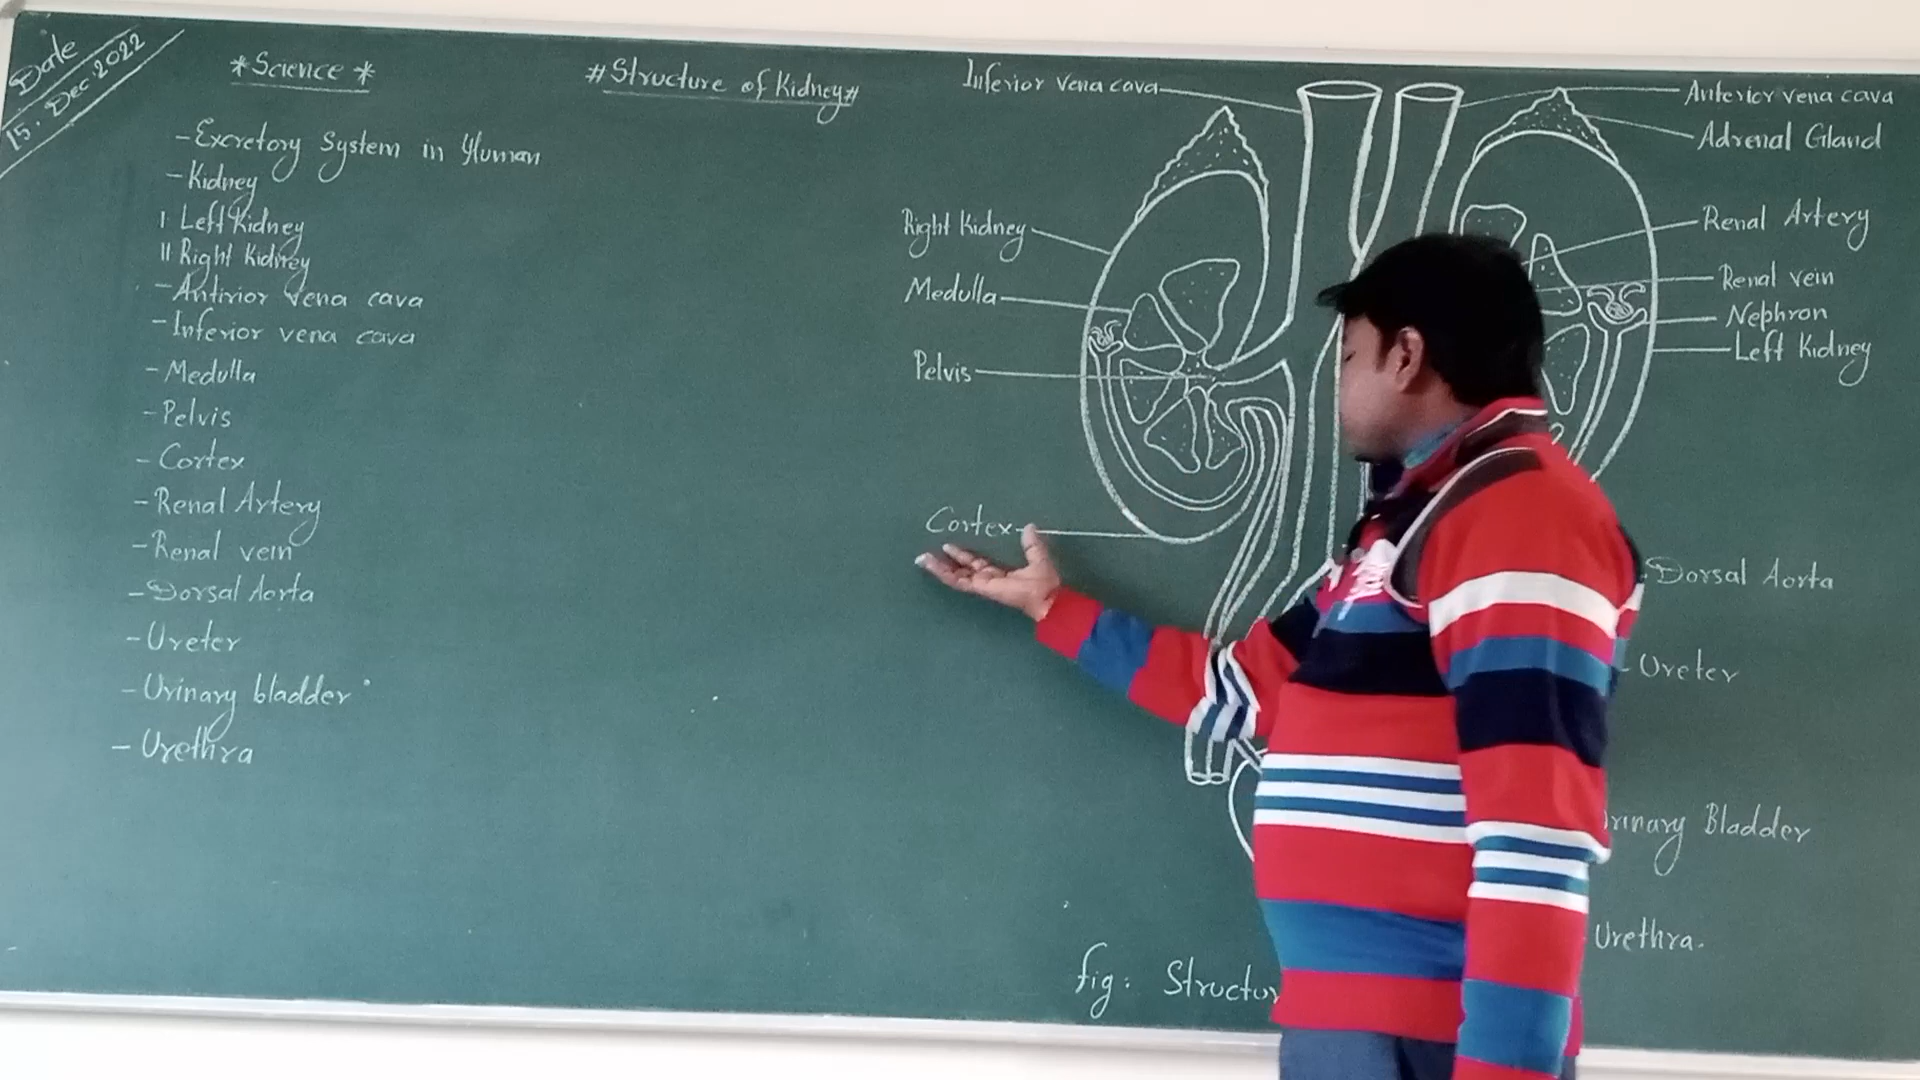 Date
15. Dec. 2022
*Science*
#Structure of Kidney#
- Excretory System in Human
- Kidney
I Left Kidney
II Right Kidney
- Antirior vena cava
- Inferior vena cava
- Medulla
- Pelvis
- Cortex
- Renal Artery
- Renal vein
- Dorsal Aorta
- Ureter
- Urinary bladder
- Urethra
Inferior vena cava
Right Kidney
Medulla
Pelvis
Cortex
Anterior vena cava
Adrenal Gland
Renal Artery
Renal vein
Nephron
Left Kidney
Dorsal Aorta
- Ureter
rinary Bladder
Urethra.
fig: Structur